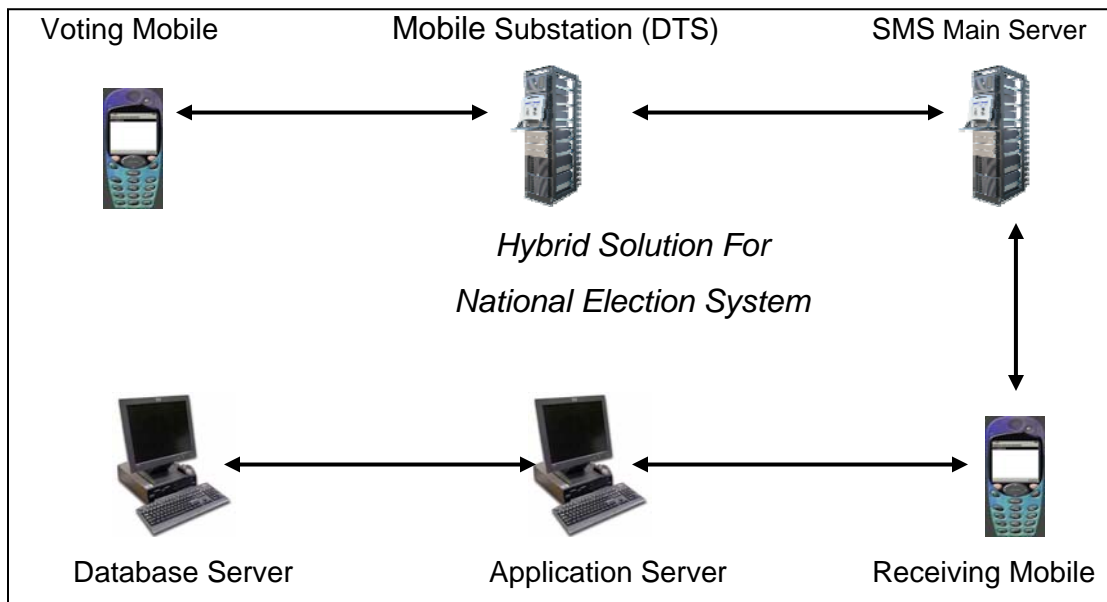 Voting Mobile
Mobile Substation (DTS)
SMS Main Server
Hybrid Solution For
National Election System
Database Server
Application Server
Receiving Mobile